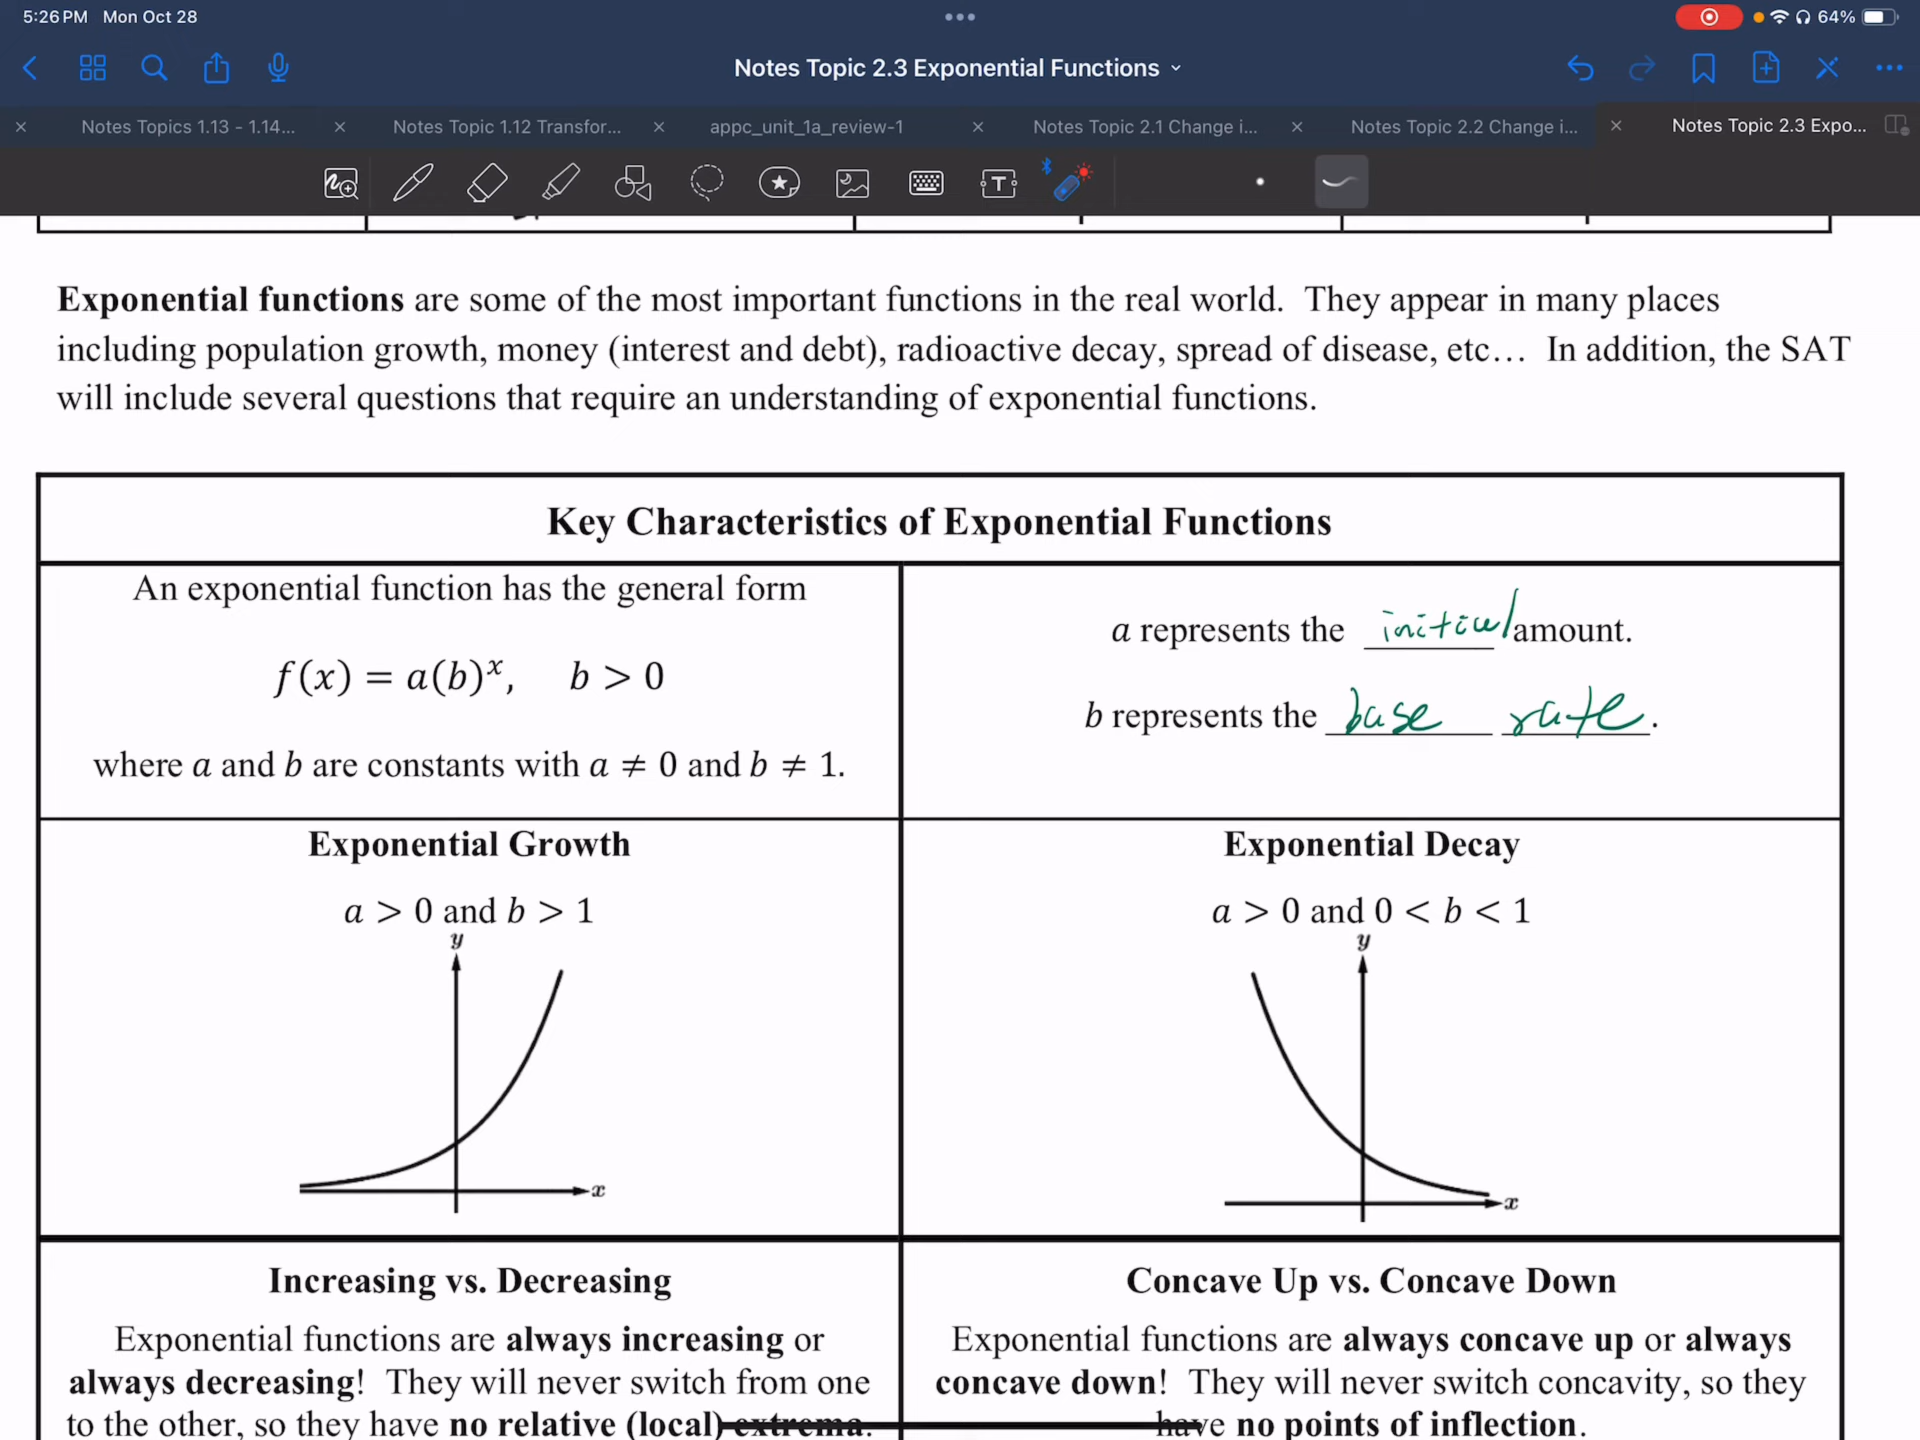 5:26 PM Mon Oct 28
64%
Notes Topic 2.3 Exponential Functions
Notes Topics 1.13 - 1.14...
Notes Topic 1.12 Transfor...
appc_unit_1a_review-1
Notes Topic 2.1 Change i...
Notes Topic 2.2 Change i...
Notes Topic 2.3 Expo...
Exponential functions are some of the most important functions in the real world. They appear in many places
including population growth, money (interest and debt), radioactive decay, spread of disease, etc... In addition, the SAT
will include several questions that require an understanding of exponential functions.
Key Characteristics of Exponential Functions
An exponential function has the general form
f(x) = a(b)^x, b > 0
where a and b are constants with a ≠ 0 and b ≠ 1.
a represents the initial amount.
b represents the base rate.
Exponential Growth
a > 0 and b > 1
y
x
Exponential Decay
a > 0 and 0 < b < 1
y
x
Increasing vs. Decreasing
Exponential functions are always increasing or
always decreasing! They will never switch from one
to the other, so they have no relative (local) extrema.
Concave Up vs. Concave Down
Exponential functions are always concave up or always
concave down! They will never switch concavity, so they
have no points of inflection.